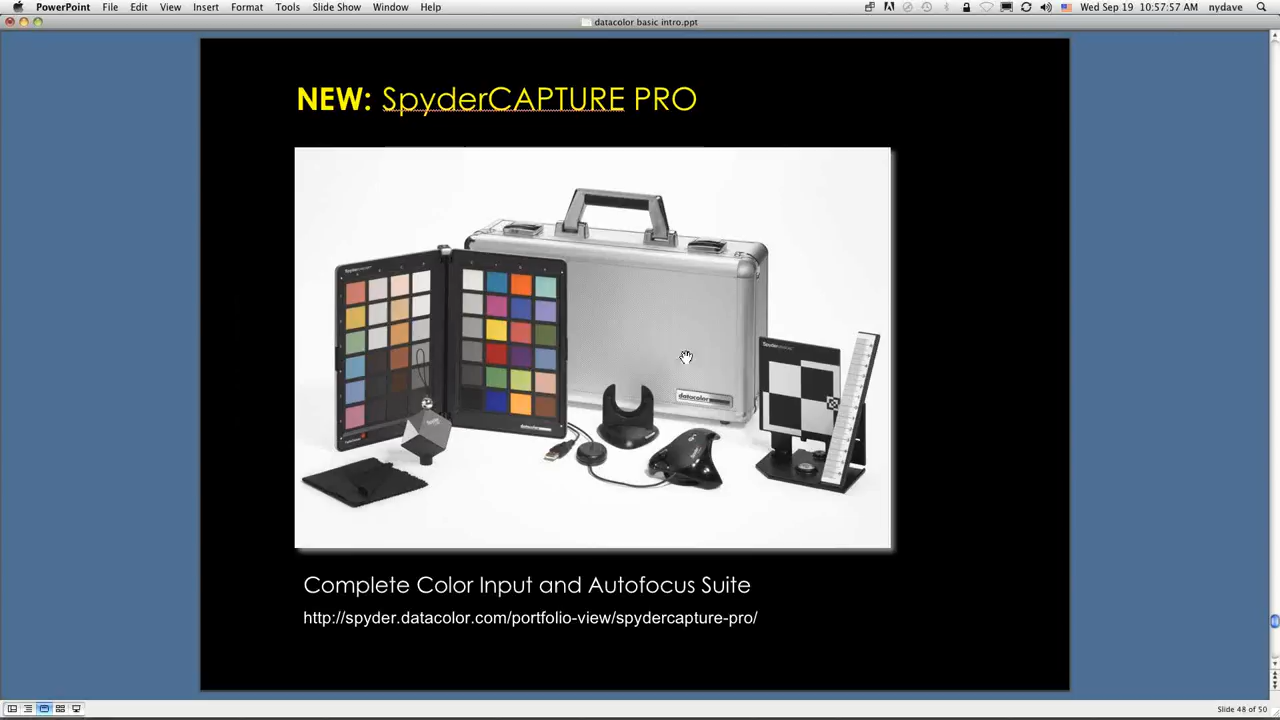 PowerPoint File Edit View Insert Format Tools Slide Show Window Help Wed Sep 19 10:57:57 AM nydave
datacolor basic intro.ppt
NEW: SpyderCAPTURE PRO
datacolor
Complete Color Input and Autofocus Suite
http://spyder.datacolor.com/portfolio-view/spydercapture-pro/
Slide 48 of 50